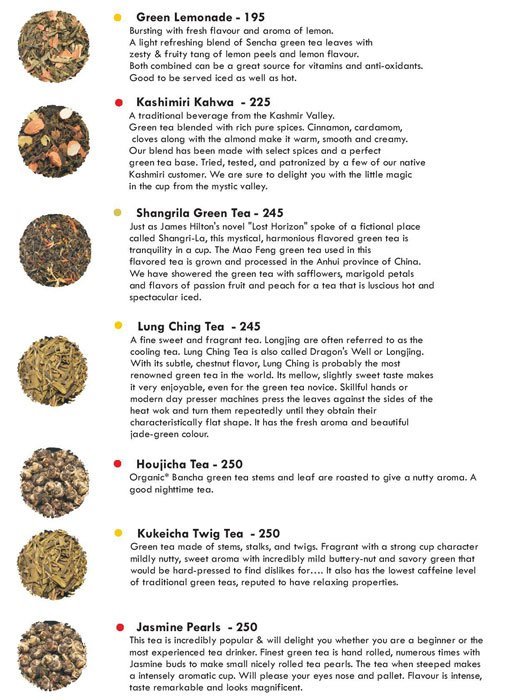 Green Lemonade - 195
Bursting with fresh flavour and aroma of lemon.
A light refreshing blend of Sencha green tea leaves with
zesty & fruity tang of lemon peels and lemon flavour.
Both combined can be a great source for vitamins and anti-oxidants.
Good to be served iced as well as hot.
Kashimiri Kahwa - 225
A traditional beverage from the Kashmir Valley.
Green tea blended with rich pure spices. Cinnamon, cardamom,
cloves along with the almond make it warm, smooth and creamy.
Our blend has been made with select spices and a perfect
green tea base. Tried, tested, and patronized by a few of our native
Kashmiri customer. We are sure to delight you with the little magic
in the cup from the mystic valley.
Shangrila Green Tea - 245
Just as James Hilton's novel "Lost Horizon" spoke of a fictional place
called Shangri-La, this mystical, harmonious flavored green tea is
tranquility in a cup. The Mao Feng green tea used in this
flavored tea is grown and processed in the Anhui province of China.
We have showered the green tea with safflowers, marigold petals
and flavors of passion fruit and peach for a tea that is luscious hot and
spectacular iced.
Lung Ching Tea - 245
A fine sweet and fragrant tea. Longjing are often referred to as the
cooling tea. Lung Ching Tea is also called Dragon's Well or Longjing.
With its subtle, chestnut flavor, Lung Ching is probably the most
renowned green tea in the world. Its mellow, slightly sweet taste makes
it very enjoyable, even for the green tea novice. Skillful hands or
modern day presser machines press the leaves against the sides of the
heat wok and turn them repeatedly until they obtain their
characteristically flat shape. It has the fresh aroma and beautiful
jade-green colour.
Houjicha Tea - 250
Organic* Bancha green tea stems and leaf are roasted to give a nutty aroma. A
good nighttime tea.
Kukeicha Twig Tea - 250
Green tea made of stems, stalks, and twigs. Fragrant with a strong cup character
mildly nutty, sweet aroma with incredibly mild buttery-nut and savory green that
would be hard-pressed to find dislikes for.... It also has the lowest caffeine level
of traditional green teas, reputed to have relaxing properties.
Jasmine Pearls - 250
This tea is incredibly popular & will delight you whether you are a beginner or the
most experienced tea drinker. Finest green tea is hand rolled, numerous times with
Jasmine buds to make small nicely rolled tea pearls. The tea when steeped makes
a intensely aromatic cup. Will please your eyes nose and pallet. Flavour is intense,
taste remarkable and looks magnificent.